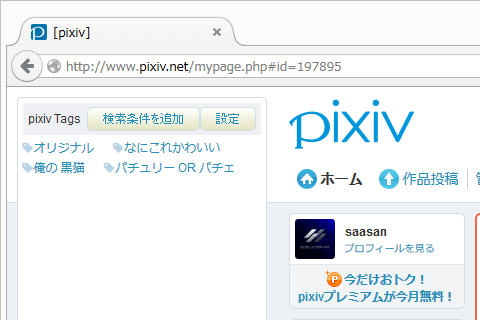 [pixiv]
http://www.pixiv.net/mypage.php#id=197895
pixiv Tags 検索条件を追加 設定
オリジナル なにこれかわいい
俺の 黒猫 パチュリー OR パチェ
pixiv
ホーム 作品投稿
saasan
プロフィールを見る
P 今だけおトク！
pixivプレミアムが今月無料！